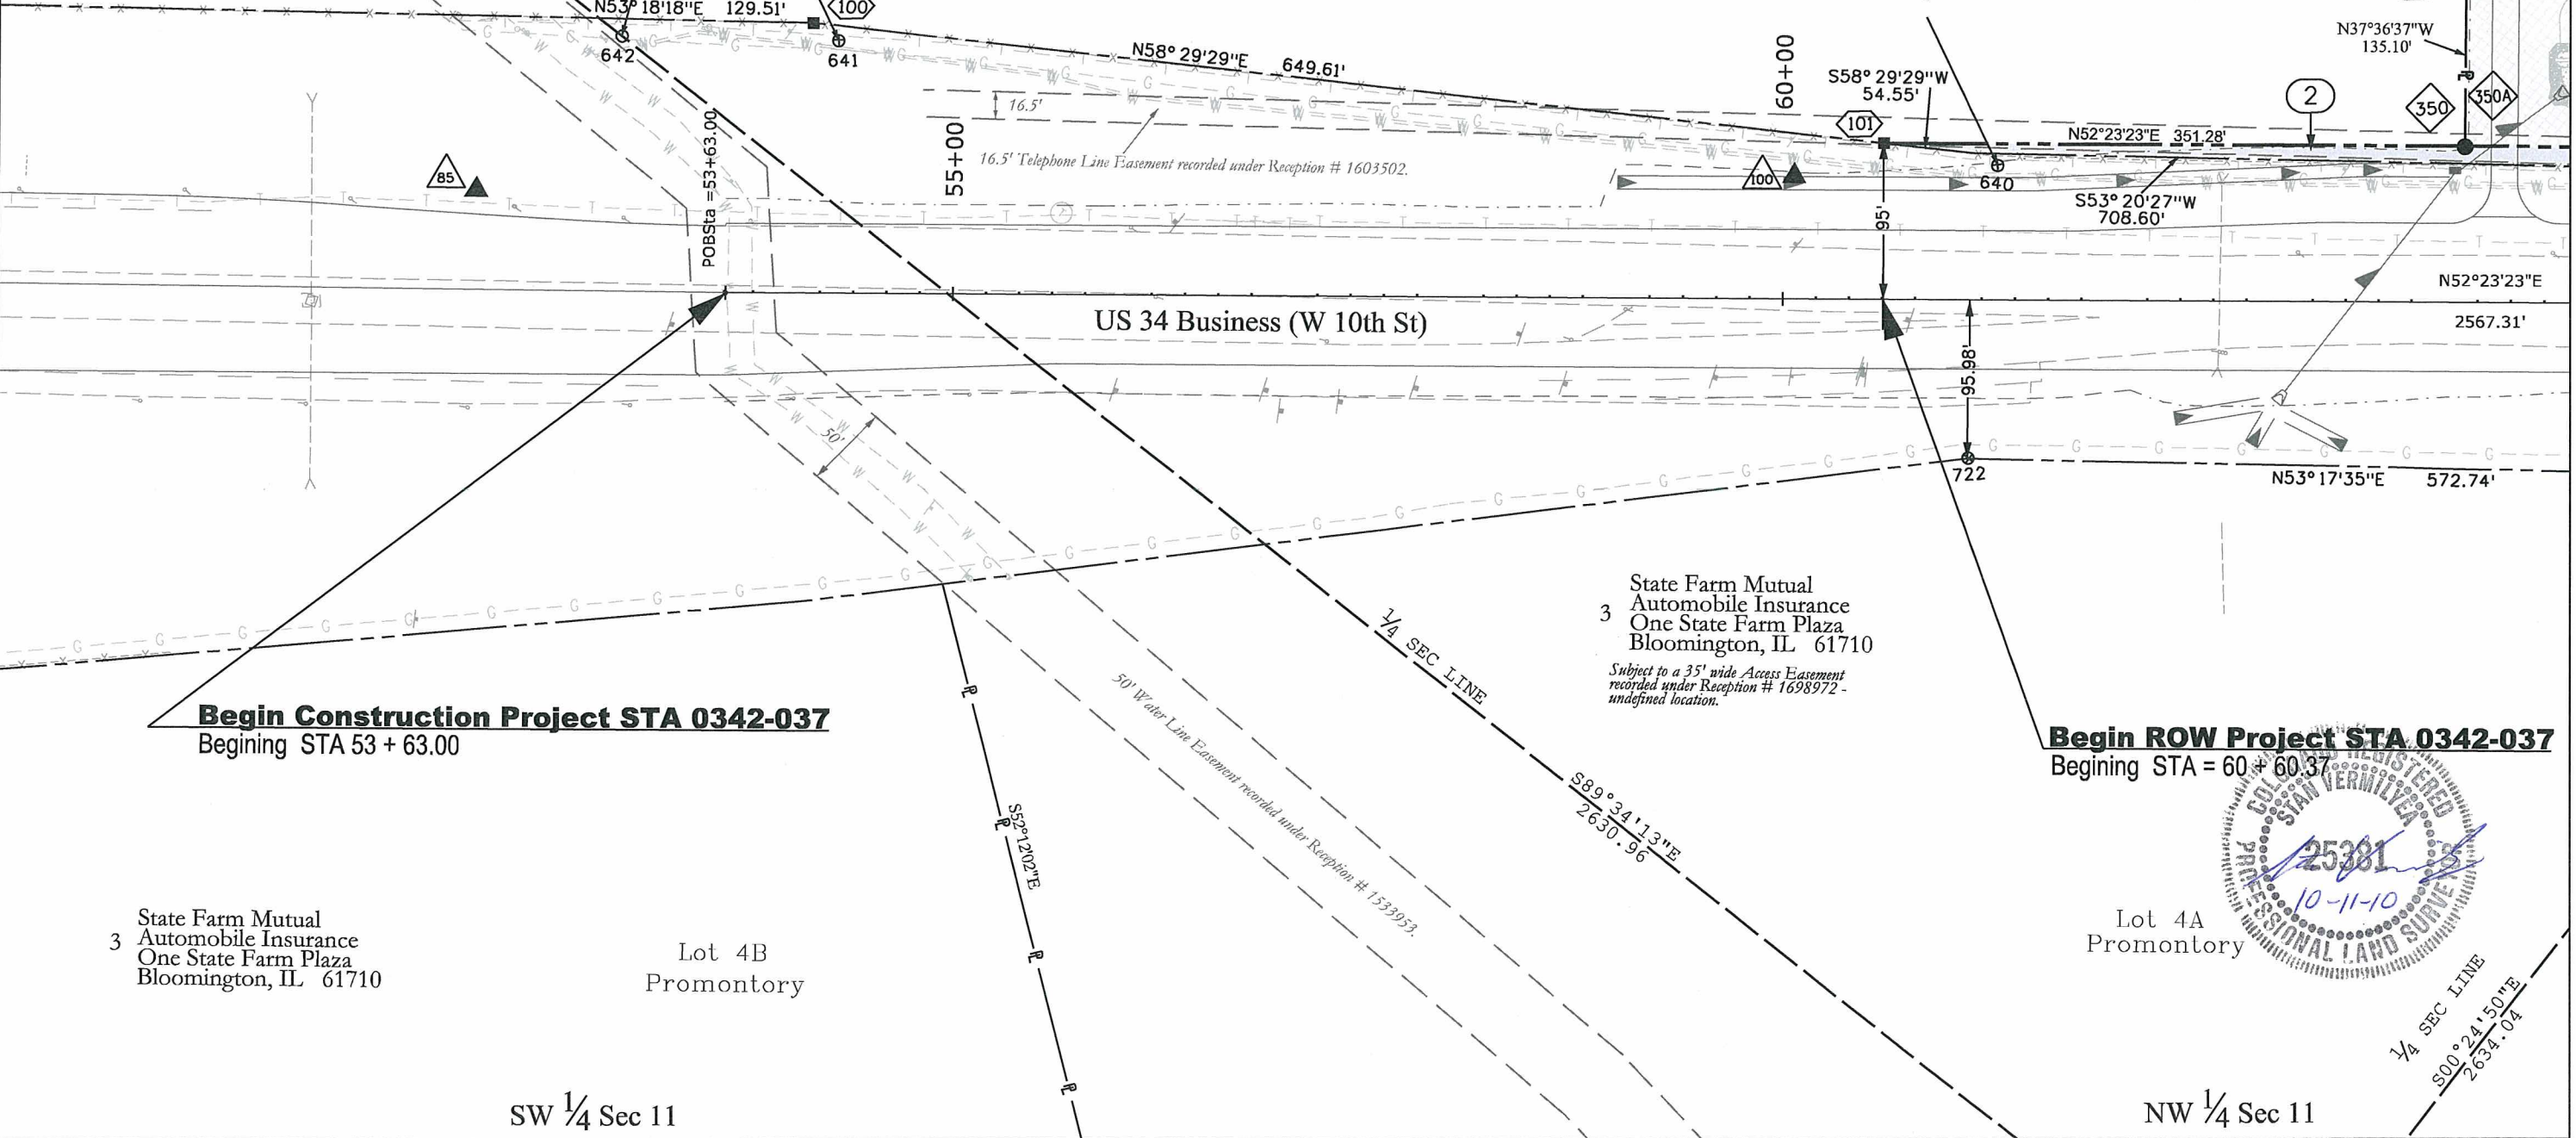 N53°18'18"E 129.51'
100
642
641
N58°29'29"E 649.61'
60+00
S58°29'29"W
54.55'
N37°36'37"W
135.10'
2
350
350A
16.5'
16.5' Telephone Line Easement recorded under Reception # 1603502.
55+00
101
N52°23'23"E 351.28'
85
100
640
S53°20'27"W
708.60'
POBSta =53+63.00
95'
N52°23'23"E
2567.31'
US 34 Business (W 10th St)
95.98'
50'
722
N53°17'35"E 572.74'
State Farm Mutual
3 Automobile Insurance
One State Farm Plaza
Bloomington, IL 61710
Subject to a 35' wide Access Easement
recorded under Reception # 1698972 -
undefined location.
1/4 SEC LINE
50' Water Line Easement recorded under Reception # 1533953.
Begin Construction Project STA 0342-037
Begining STA 53 + 63.00
Begin ROW Project STA 0342-037
Begining STA = 60 + 60.37
S89°34'13"E
2630.96
S52°12'02"E
COLORADO REGISTERED
STAN VERMILYEA
25381
10-11-10
PROFESSIONAL LAND SURVEYOR
State Farm Mutual
3 Automobile Insurance
One State Farm Plaza
Bloomington, IL 61710
Lot 4B
Promontory
Lot 4A
Promontory
1/4 SEC LINE
S00°24'50"E
2634.04
SW 1/4 Sec 11
NW 1/4 Sec 11